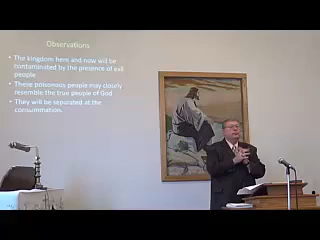 Observations
• The kingdom here and now will be
contaminated by the presence of evil
people
• These poisonous people may closely
resemble the true people of God
• They will be separated at the
consummation.